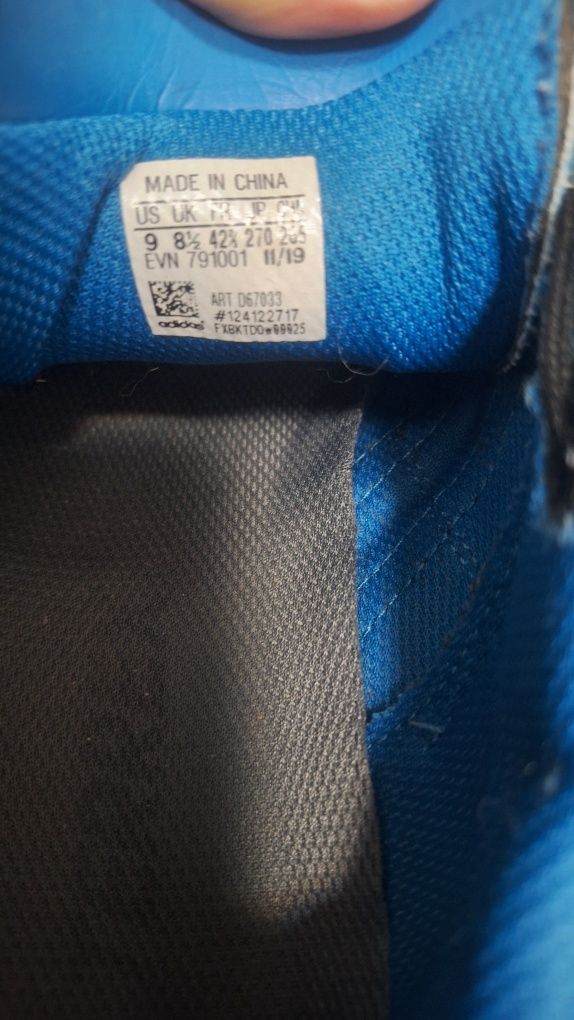 MADE IN CHINA
US UK FR JP CHN
9 8½ 42⅔ 270 265
EVN 791001 11/19
ART D67033
#124122717
adidas
FXBKTDOw99925